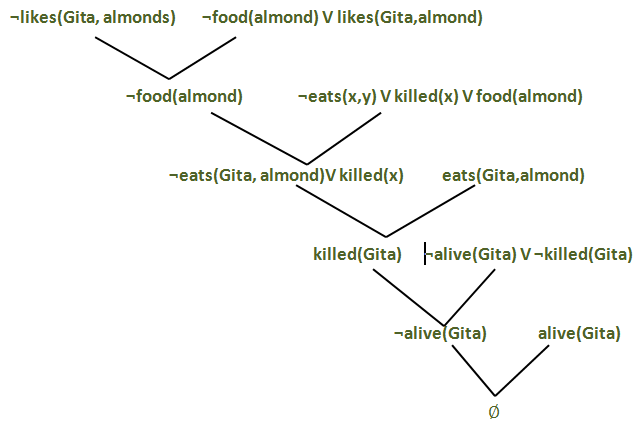 ¬likes(Gita, almonds) ¬food(almond) V likes(Gita,almond)
¬food(almond) ¬eats(x,y) V killed(x) V food(almond)
¬eats(Gita, almond)V killed(x) eats(Gita,almond)
killed(Gita) ¬alive(Gita) V ¬killed(Gita)
¬alive(Gita) alive(Gita)
∅